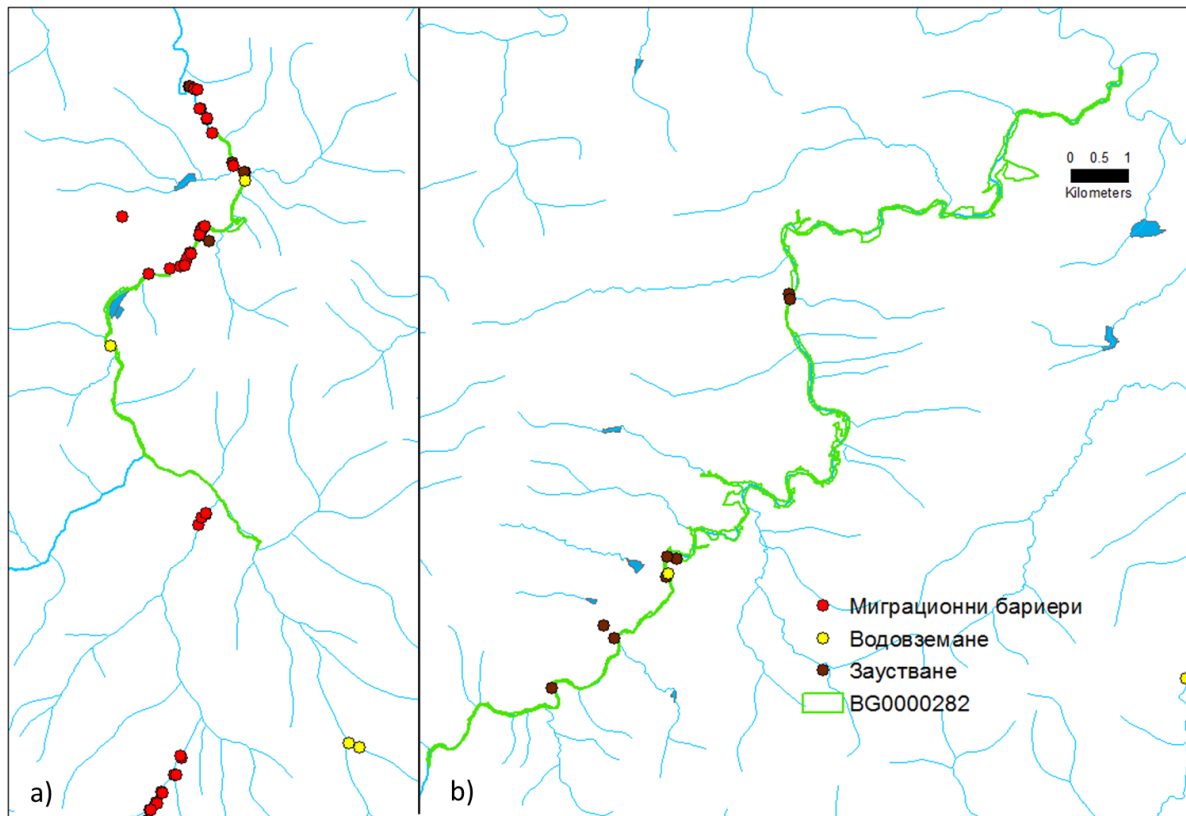 0 0.5 1
Kilometers
Миграционни бариери
Водовземане
Заустване
BG0000282
a)
b)